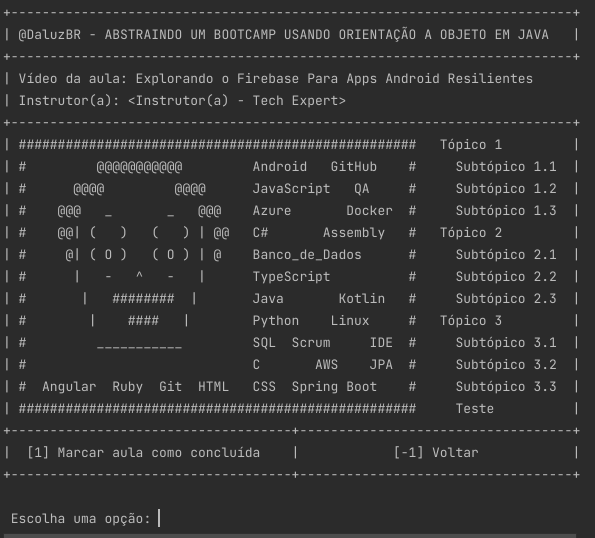 +-----------------------------------------------------------------------+
| @DaluzBR - ABSTRAINDO UM BOOTCAMP USANDO ORIENTAÇÃO A OBJETO EM JAVA   |
+-----------------------------------------------------------------------+
| Vídeo da aula: Explorando o Firebase Para Apps Android Resilientes
| Instrutor(a): <Instrutor(a) - Tech Expert>
+-----------------------------------------------------------------------+
| ###################################################   Tópico 1         |
| #         @@@@@@@@@@@         Android   GitHub    #     Subtópico 1.1  |
| #      @@@@         @@@@      JavaScript   QA     #     Subtópico 1.2  |
| #    @@@   _       _   @@@    Azure       Docker  #     Subtópico 1.3  |
| #    @@| (   )   (   ) | @@   C#       Assembly   #   Tópico 2         |
| #     @| ( O )   ( O ) | @    Banco_de_Dados      #     Subtópico 2.1  |
| #      |   -   ^   -   |      TypeScript          #     Subtópico 2.2  |
| #       |   ########  |       Java       Kotlin   #     Subtópico 2.3  |
| #        |    ####   |        Python    Linux     #   Tópico 3         |
| #         ___________         SQL  Scrum     IDE  #     Subtópico 3.1  |
| #                             C       AWS    JPA  #     Subtópico 3.2  |
| #  Angular  Ruby  Git  HTML   CSS  Spring Boot    #     Subtópico 3.3  |
| ###################################################     Teste          |
+------------------------------------+-----------------------------------+
|  [1] Marcar aula como concluída    |            [-1] Voltar            |
+------------------------------------+-----------------------------------+
Escolha uma opção: